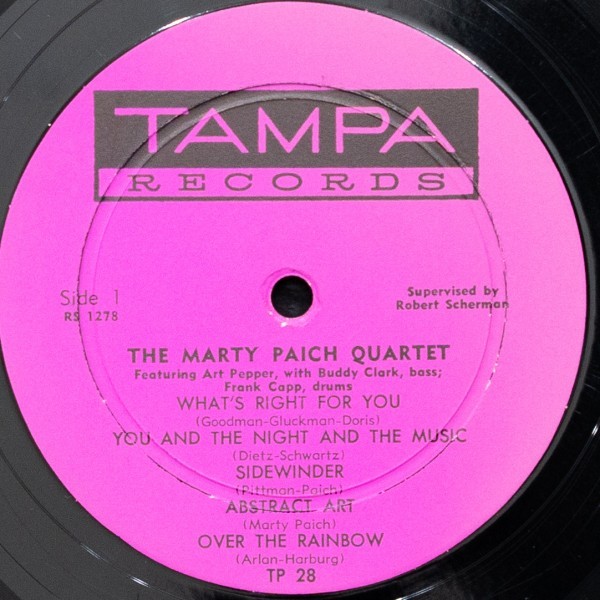 TAMPA
RECORDS
Side 1
RS 1278
Supervised by
Robert Scherman
THE MARTY PAICH QUARTET
Featuring Art Pepper, with Buddy Clark, bass;
Frank Capp, drums
WHAT'S RIGHT FOR YOU
(Goodman-Gluckman-Doris)
YOU AND THE NIGHT AND THE MUSIC
(Dietz-Schwartz)
SIDEWINDER
(Pittman-Paich)
ABSTRACT ART
(Marty Paich)
OVER THE RAINBOW
(Arlan-Harburg)
TP 28